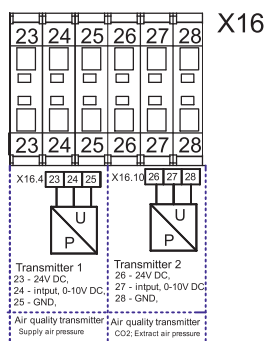 X16
23 24 25 26 27 28
23 24 25 26 27 28
X16.4 23 24 25
X16.10 26 27 28
U
P
U
P
Transmitter 1
23 - 24V DC,
24 - intput, 0-10V DC,
25 - GND,
Transmitter 2
26 - 24V DC,
27 - intput, 0-10V DC
28 - GND,
Air quality transmitter
Supply air pressure
Air quality transmitter
CO2; Extract air pressure